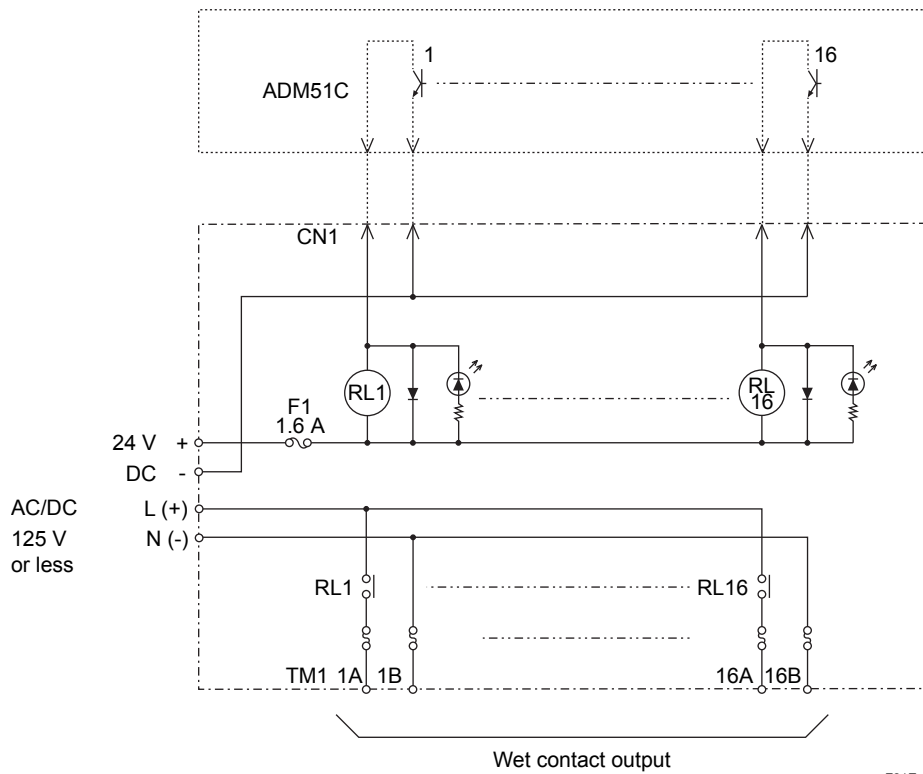 1
16
ADM51C
CN1
RL1
RL
16
F1
1.6 A
24 V +
DC -
AC/DC L (+)
125 V N (-)
or less
RL1
RL16
TM1 1A 1B
16A 16B
Wet contact output